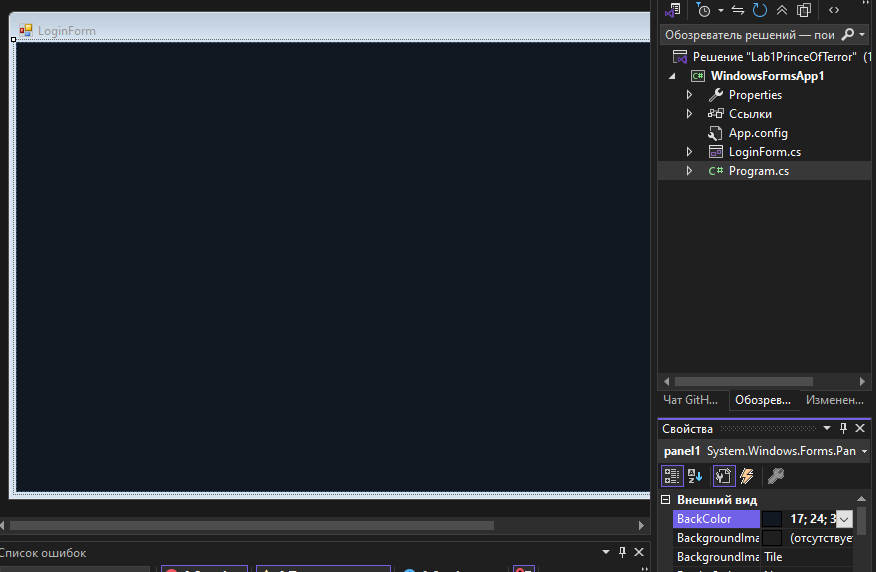 LoginForm
Обозреватель решений — пои
Решение "Lab1PrinceOfTerror" (1
WindowsFormsApp1
Properties
Ссылки
App.config
LoginForm.cs
C# Program.cs
Чат GitH... Обозрев... Изменен...
Свойства
panel1 System.Windows.Forms.Pan
Внешний вид
BackColor 17; 24; 3
BackgroundIma (отсутствуе
BackgroundIma Tile
Список ошибок